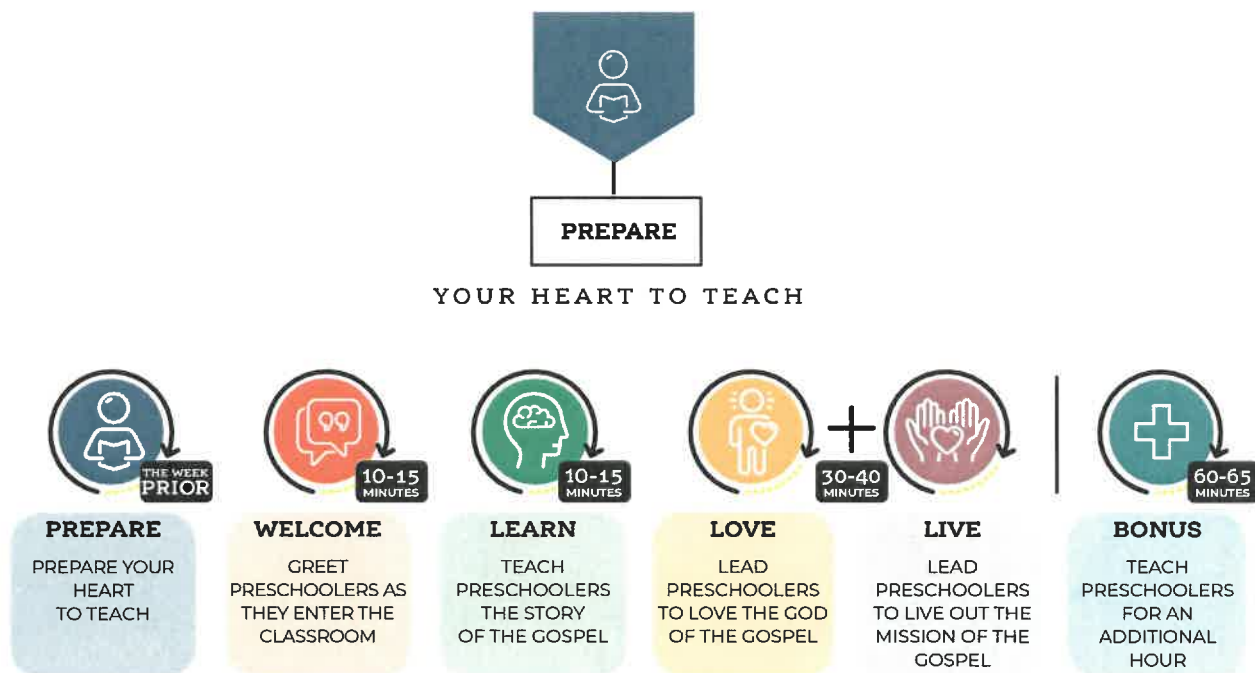 PREPARE
YOUR HEART TO TEACH
THE WEEK
PRIOR
10-15
MINUTES
10-15
MINUTES
30-40
MINUTES
60-65
MINUTES
PREPARE
PREPARE YOUR
HEART
TO TEACH
WELCOME
GREET
PRESCHOOLERS AS
THEY ENTER THE
CLASSROOM
LEARN
TEACH
PRESCHOOLERS
THE STORY
OF THE GOSPEL
LOVE
LEAD
PRESCHOOLERS
TO LOVE THE GOD
OF THE GOSPEL
LIVE
LEAD
PRESCHOOLERS
TO LIVE OUT THE
MISSION OF THE
GOSPEL
BONUS
TEACH
PRESCHOOLERS
FOR AN
ADDITIONAL
HOUR